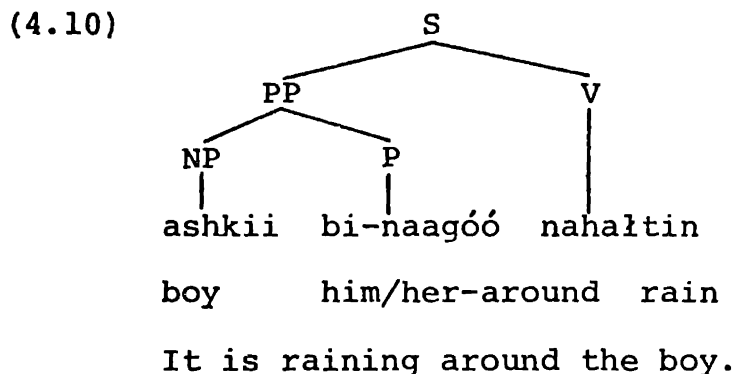 (4.10) S
PP V
NP P
ashkii bi-naagóó nahałtin
boy him/her-around rain
It is raining around the boy.